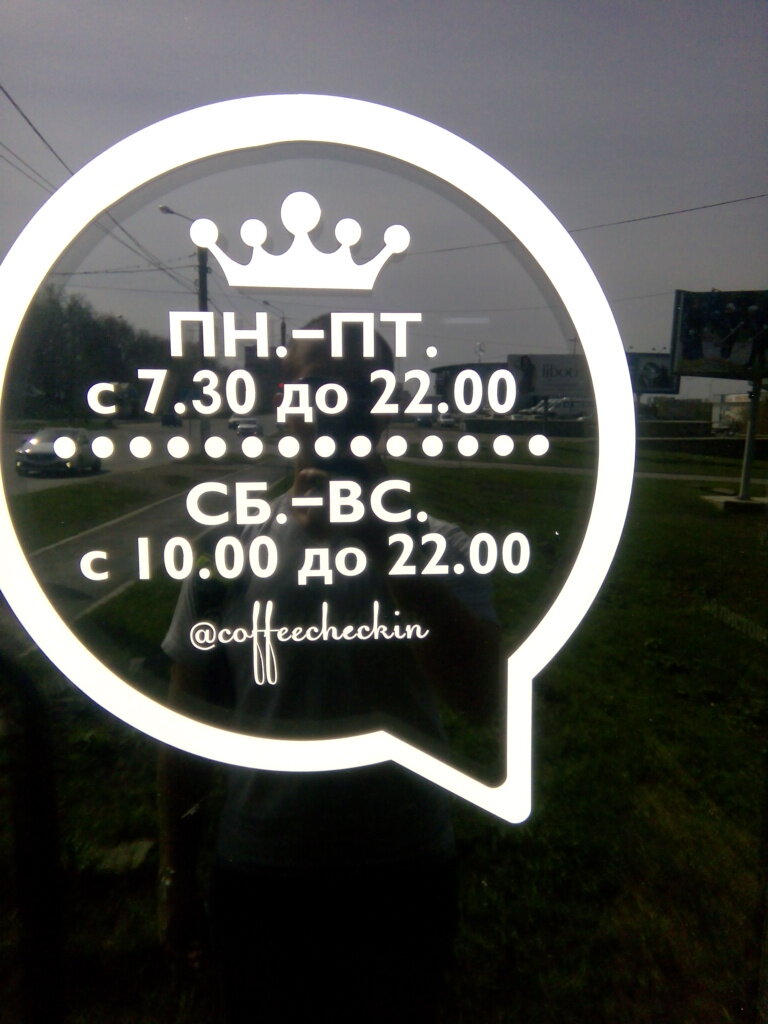 ПН.-ПТ.
с 7.30 до 22.00
СБ.-ВС.
с 10.00 до 22.00
@coffeecheckin